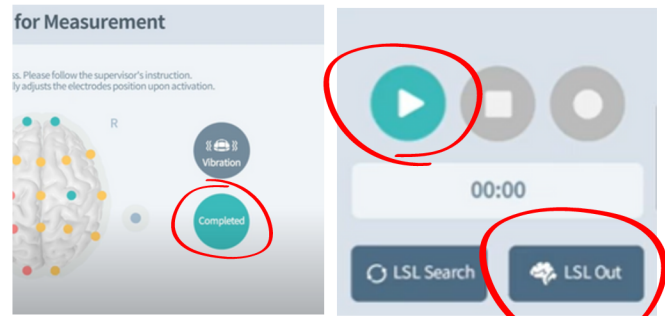 for Measurement
ss. Please follow the supervisor's instruction.
ly adjusts the electrodes position upon activation.
R
Vibration
Completed
00:00
LSL Search
LSL Out